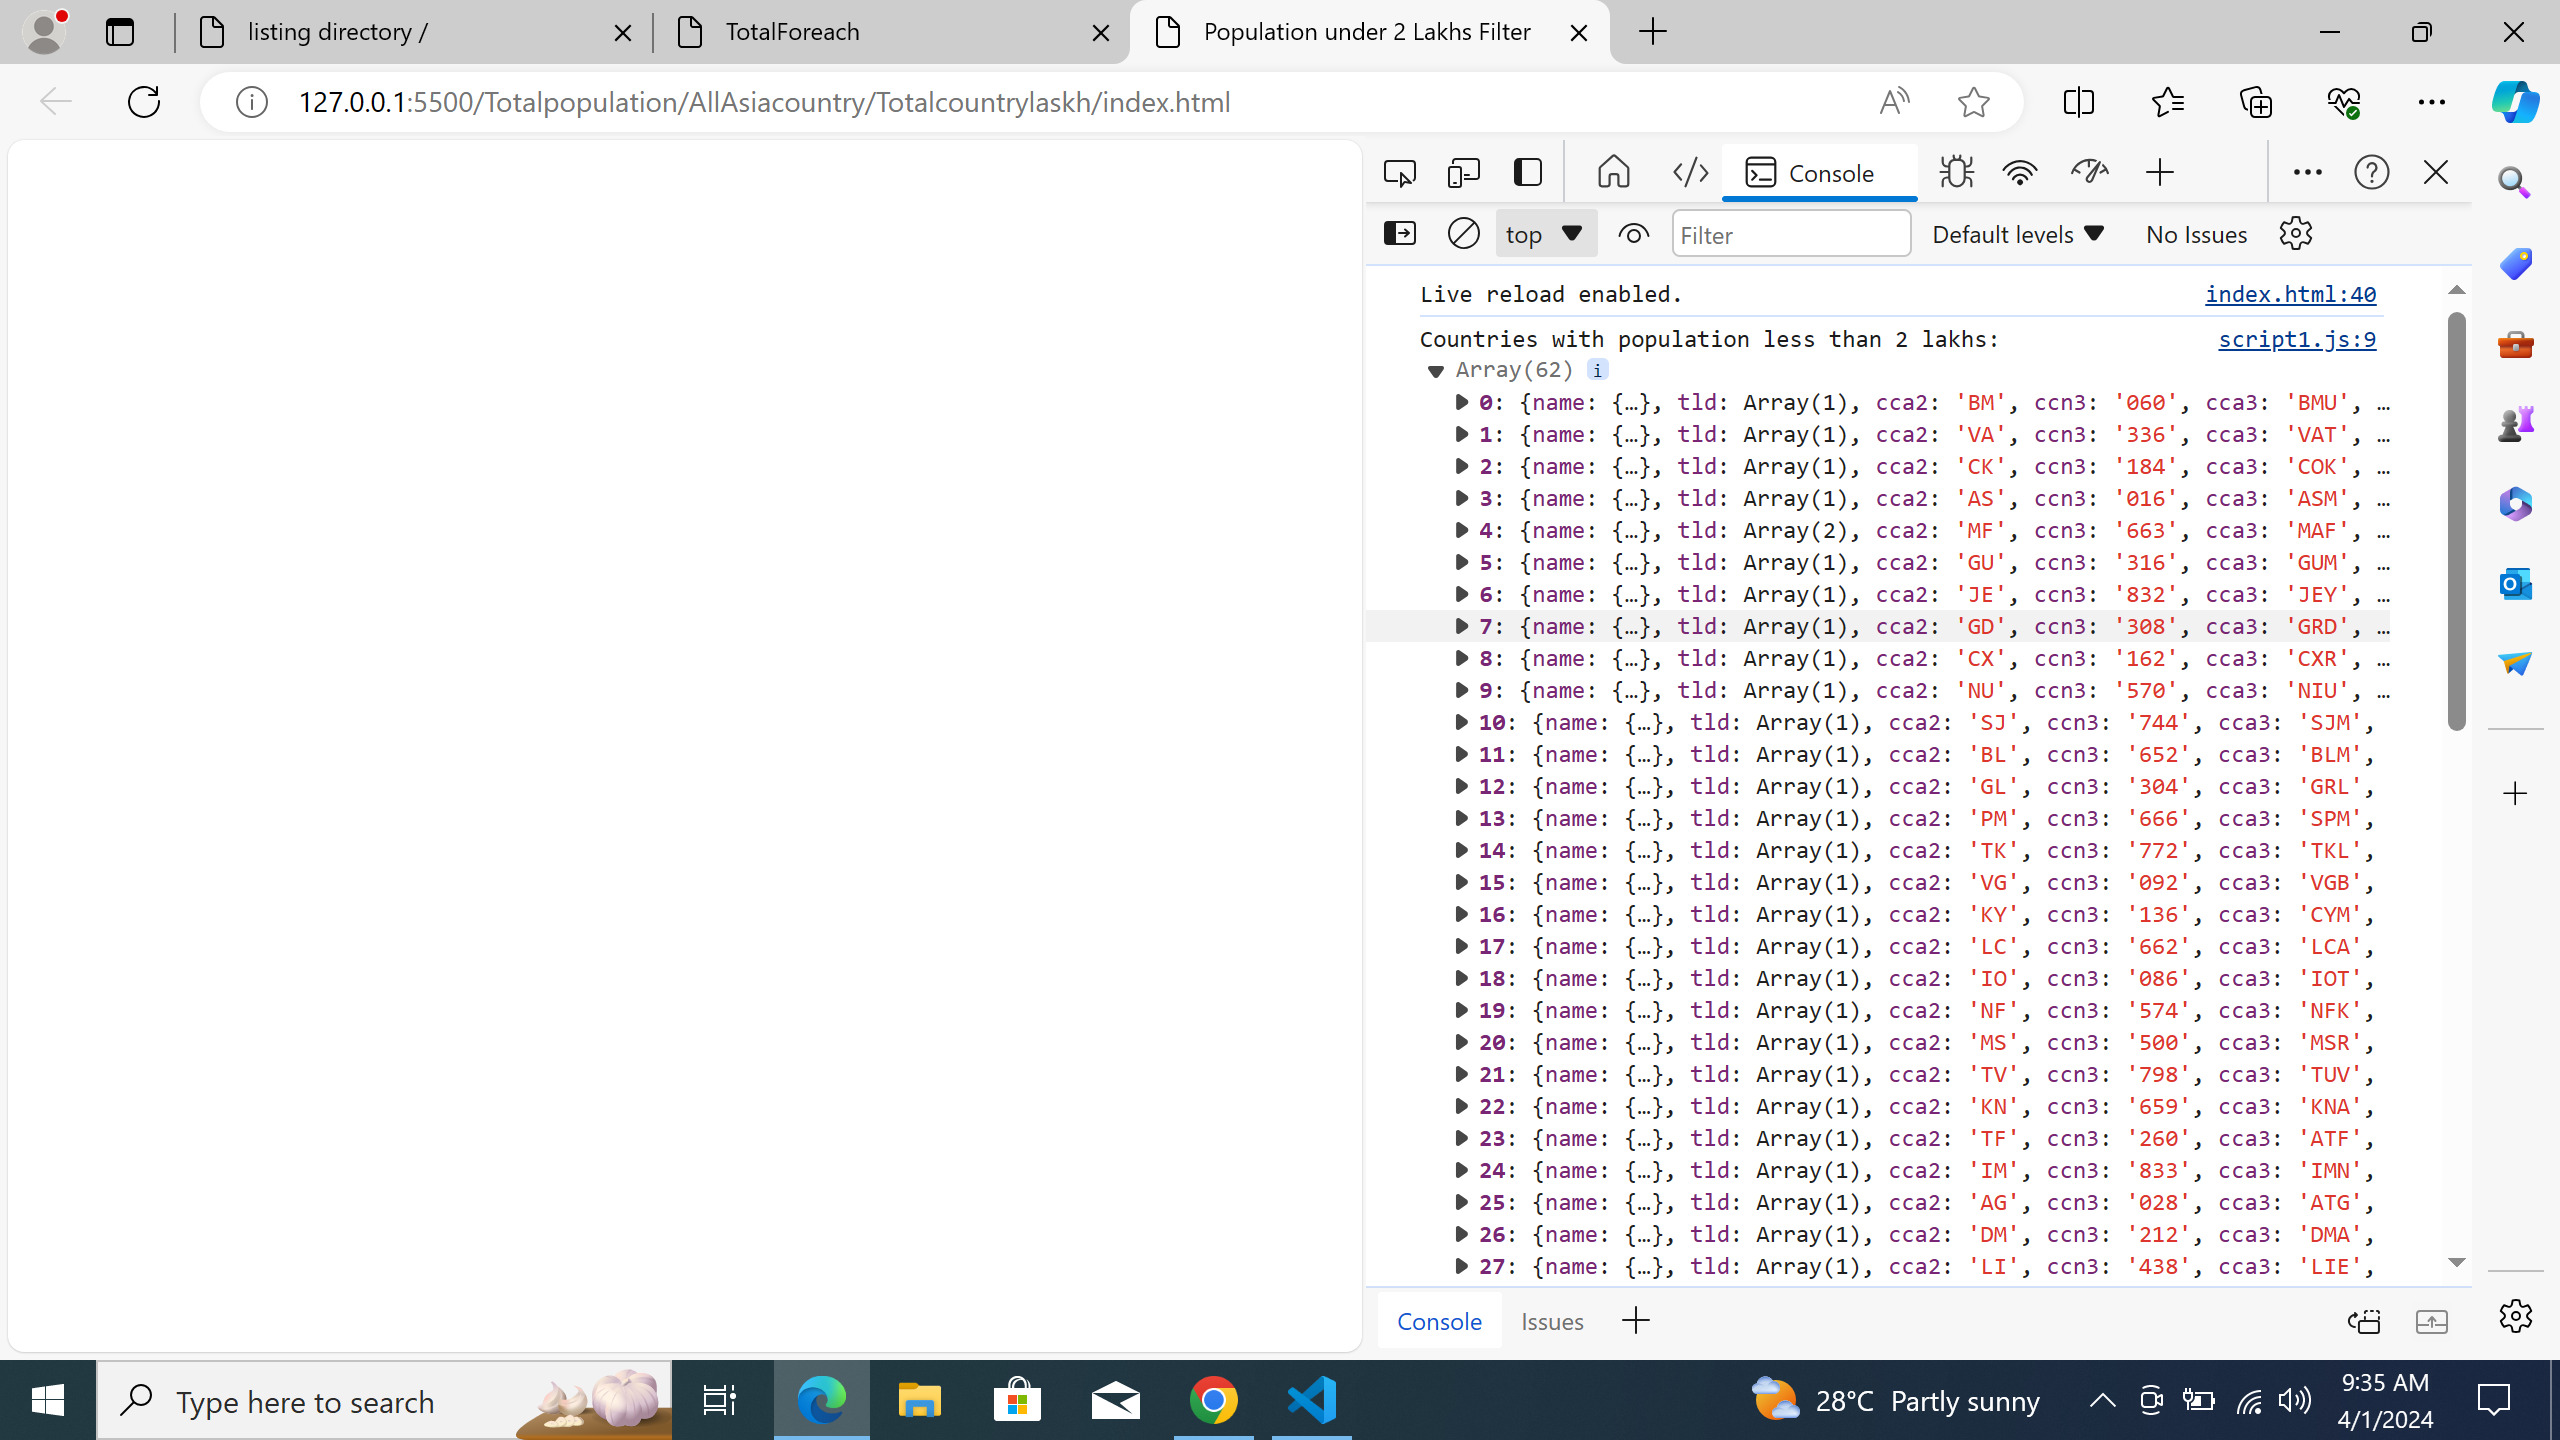 listing directory /
TotalForeach
Population under 2 Lakhs Filter
127.0.0.1:5500/Totalpopulation/AllAsiacountry/Totalcountrylaskh/index.html
Console
top
Filter
Default levels
No Issues
Live reload enabled. index.html:40
Countries with population less than 2 lakhs: script1.js:9
Array(62) i
0: {name: {…}, tld: Array(1), cca2: 'BM', ccn3: '060', cca3: 'BMU', …
1: {name: {…}, tld: Array(1), cca2: 'VA', ccn3: '336', cca3: 'VAT', …
2: {name: {…}, tld: Array(1), cca2: 'CK', ccn3: '184', cca3: 'COK', …
3: {name: {…}, tld: Array(1), cca2: 'AS', ccn3: '016', cca3: 'ASM', …
4: {name: {…}, tld: Array(2), cca2: 'MF', ccn3: '663', cca3: 'MAF', …
5: {name: {…}, tld: Array(1), cca2: 'GU', ccn3: '316', cca3: 'GUM', …
6: {name: {…}, tld: Array(1), cca2: 'JE', ccn3: '832', cca3: 'JEY', …
7: {name: {…}, tld: Array(1), cca2: 'GD', ccn3: '308', cca3: 'GRD', …
8: {name: {…}, tld: Array(1), cca2: 'CX', ccn3: '162', cca3: 'CXR', …
9: {name: {…}, tld: Array(1), cca2: 'NU', ccn3: '570', cca3: 'NIU', …
10: {name: {…}, tld: Array(1), cca2: 'SJ', ccn3: '744', cca3: 'SJM',
11: {name: {…}, tld: Array(1), cca2: 'BL', ccn3: '652', cca3: 'BLM',
12: {name: {…}, tld: Array(1), cca2: 'GL', ccn3: '304', cca3: 'GRL',
13: {name: {…}, tld: Array(1), cca2: 'PM', ccn3: '666', cca3: 'SPM',
14: {name: {…}, tld: Array(1), cca2: 'TK', ccn3: '772', cca3: 'TKL',
15: {name: {…}, tld: Array(1), cca2: 'VG', ccn3: '092', cca3: 'VGB',
16: {name: {…}, tld: Array(1), cca2: 'KY', ccn3: '136', cca3: 'CYM',
17: {name: {…}, tld: Array(1), cca2: 'LC', ccn3: '662', cca3: 'LCA',
18: {name: {…}, tld: Array(1), cca2: 'IO', ccn3: '086', cca3: 'IOT',
19: {name: {…}, tld: Array(1), cca2: 'NF', ccn3: '574', cca3: 'NFK',
20: {name: {…}, tld: Array(1), cca2: 'MS', ccn3: '500', cca3: 'MSR',
21: {name: {…}, tld: Array(1), cca2: 'TV', ccn3: '798', cca3: 'TUV',
22: {name: {…}, tld: Array(1), cca2: 'KN', ccn3: '659', cca3: 'KNA',
23: {name: {…}, tld: Array(1), cca2: 'TF', ccn3: '260', cca3: 'ATF',
24: {name: {…}, tld: Array(1), cca2: 'IM', ccn3: '833', cca3: 'IMN',
25: {name: {…}, tld: Array(1), cca2: 'AG', ccn3: '028', cca3: 'ATG',
26: {name: {…}, tld: Array(1), cca2: 'DM', ccn3: '212', cca3: 'DMA',
27: {name: {…}, tld: Array(1), cca2: 'LI', ccn3: '438', cca3: 'LIE',
Console
Issues
Type here to search
28°C Partly sunny
9:35 AM
4/1/2024